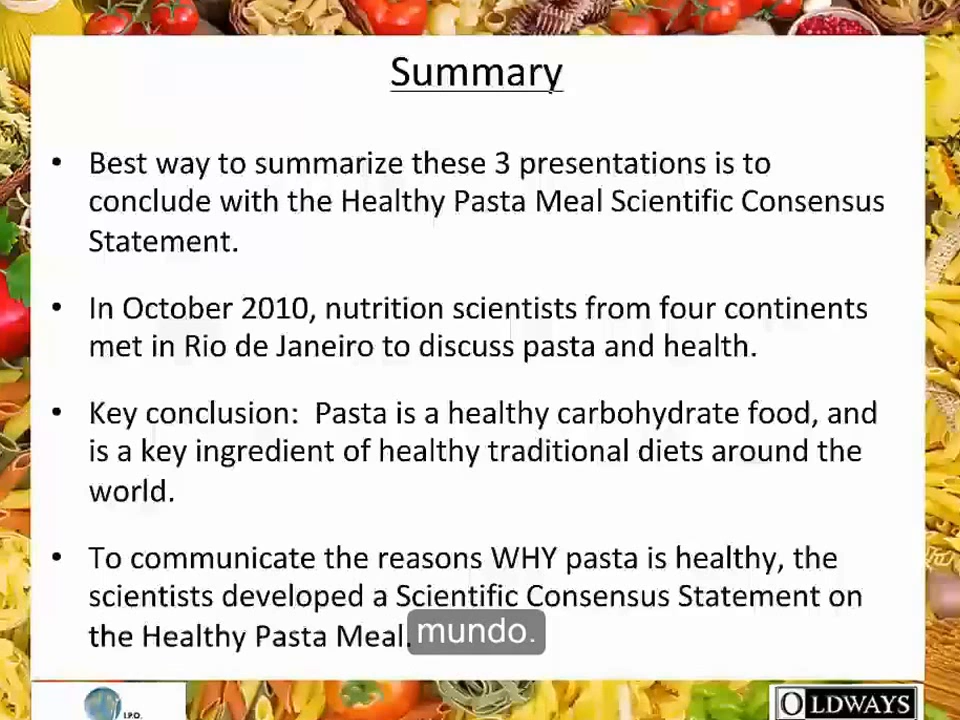 Summary
• Best way to summarize these 3 presentations is to
conclude with the Healthy Pasta Meal Scientific Consensus
Statement.
• In October 2010, nutrition scientists from four continents
met in Rio de Janeiro to discuss pasta and health.
• Key conclusion:  Pasta is a healthy carbohydrate food, and
is a key ingredient of healthy traditional diets around the
world.
• To communicate the reasons WHY pasta is healthy, the
scientists developed a Scientific Consensus Statement on
the Healthy Pasta Meal.
mundo.
I.P.O.
OLDWAYS